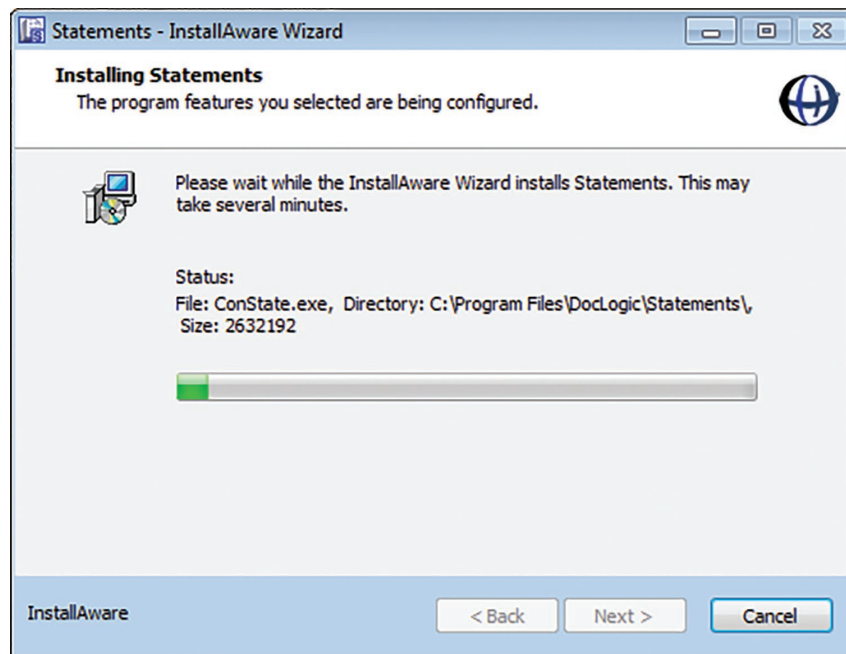 Statements - InstallAware Wizard
Installing Statements
The program features you selected are being configured.
Please wait while the InstallAware Wizard installs Statements. This may
take several minutes.
Status:
File: ConState.exe, Directory: C:\Program Files\DocLogic\Statements\,
Size: 2632192
InstallAware
< Back
Next >
Cancel